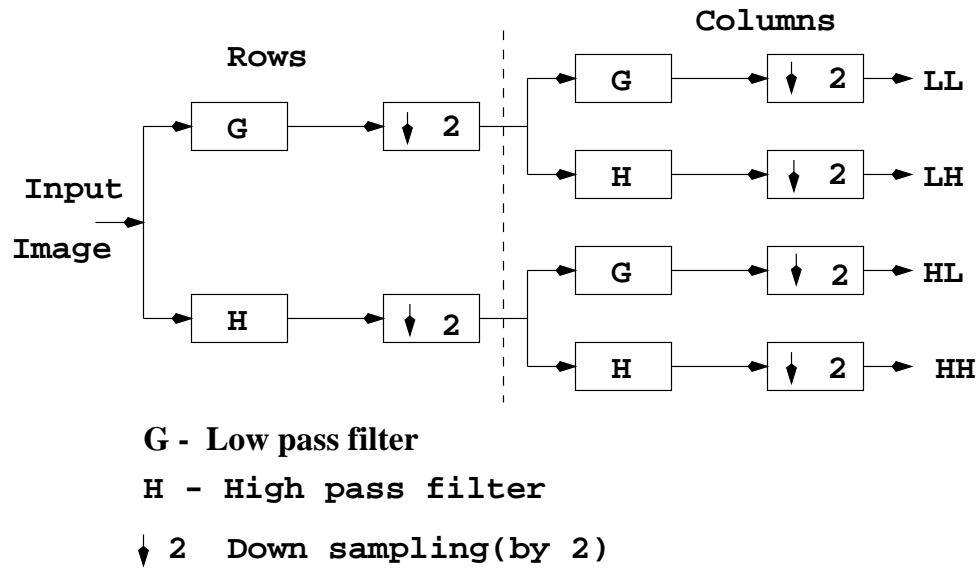 Columns
Rows
G
2
LL
G
2
H
2
LH
Input
Image
G
2
HL
H
2
H
2
HH
G - Low pass filter
H - High pass filter
2 Down sampling(by 2)